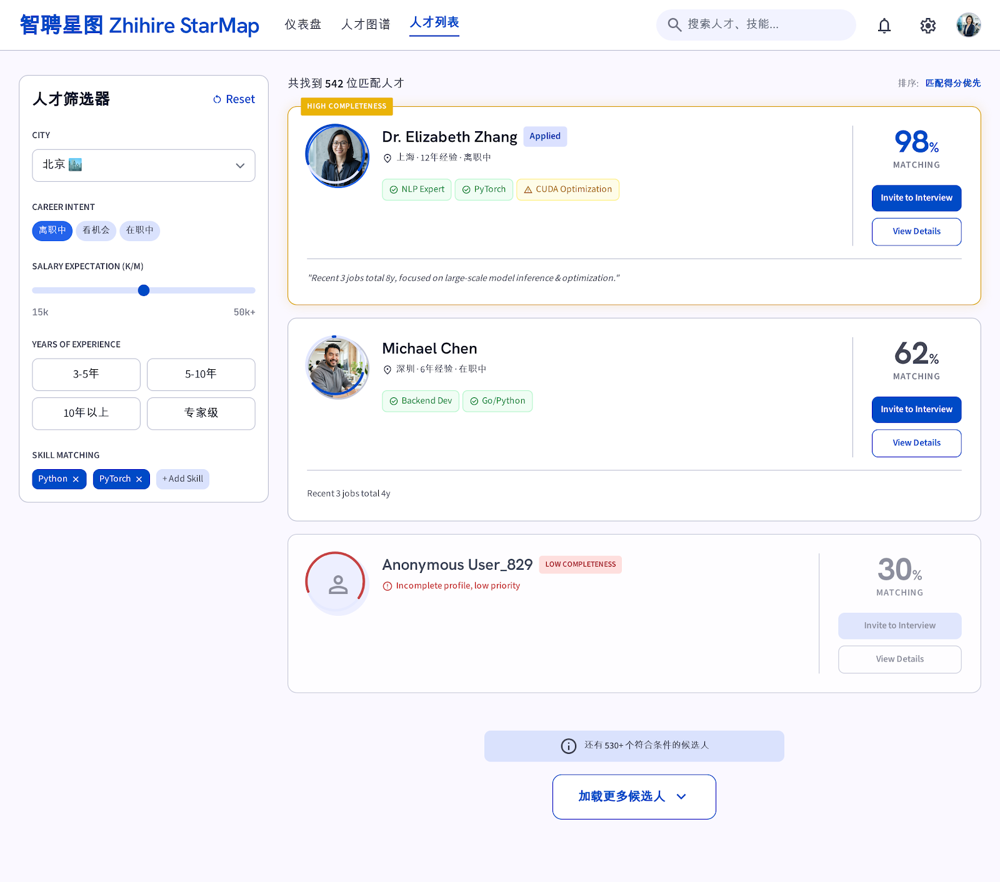 智聘星图 Zhihire StarMap
仪表盘
人才图谱
人才列表
搜索人才、技能...
人才筛选器
Reset
CITY
北京
CAREER INTENT
离职中
看机会
在职中
SALARY EXPECTATION (K/M)
15k
50k+
YEARS OF EXPERIENCE
3-5年
5-10年
10年以上
专家级
SKILL MATCHING
Python
PyTorch
+ Add Skill
共找到 542 位匹配人才
排序: 匹配得分优先
HIGH COMPLETENESS
Dr. Elizabeth Zhang
Applied
上海 · 12年经验 · 离职中
NLP Expert
PyTorch
CUDA Optimization
98%
MATCHING
Invite to Interview
View Details
"Recent 3 jobs total 8y, focused on large-scale model inference & optimization."
Michael Chen
深圳 · 6年经验 · 在职中
Backend Dev
Go/Python
62%
MATCHING
Invite to Interview
View Details
Recent 3 jobs total 4y
Anonymous User_829
LOW COMPLETENESS
Incomplete profile, low priority
30%
MATCHING
Invite to Interview
View Details
还有 530+ 个符合条件的候选人
加载更多候选人